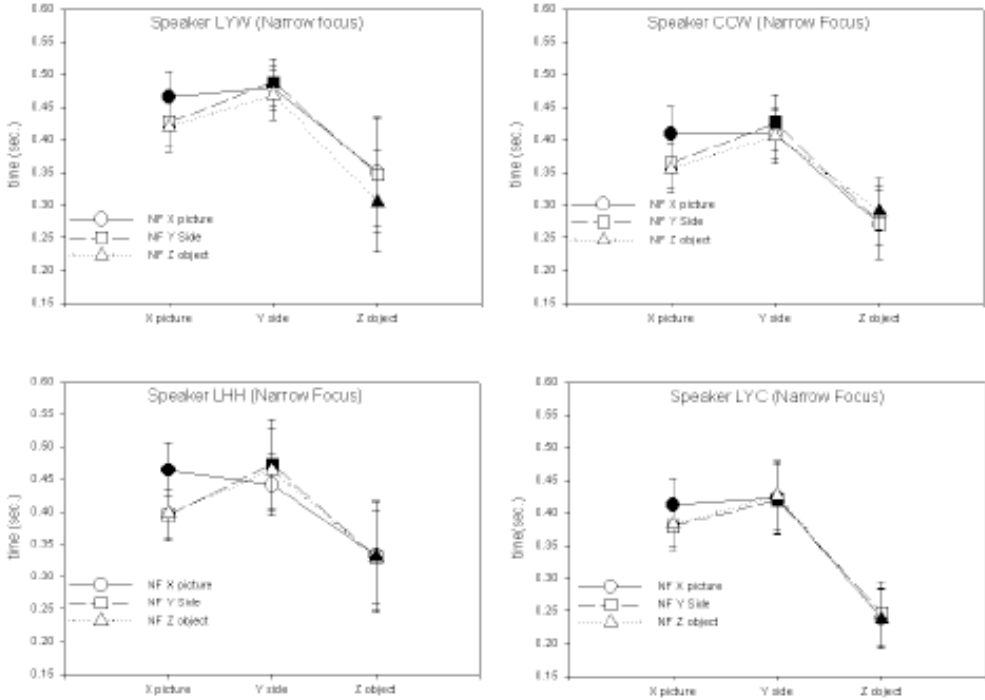 Speaker LYW (Narrow focus)
time (sec.)
0.60
0.55
0.50
0.45
0.40
0.35
0.30
0.25
0.20
0.15
NF X picture
NF Y Side
NF Z object
X picture
Y side
Z object
Speaker CCW (Narrow Focus)
time (sec.)
0.60
0.55
0.50
0.45
0.40
0.35
0.30
0.25
0.20
0.15
NF X picture
NF Y Side
NF Z object
X picture
Y side
Z object
Speaker LHH (Narrow Focus)
time (sec.)
0.60
0.55
0.50
0.45
0.40
0.35
0.30
0.25
0.20
0.15
NF X picture
NF Y Side
NF Z object
X picture
Y side
Z object
Speaker LYC (Narrow Focus)
time(sec.)
0.60
0.55
0.50
0.45
0.40
0.35
0.30
0.25
0.20
0.15
NF X picture
NF Y Side
NF Z object
X picture
Y side
Z object